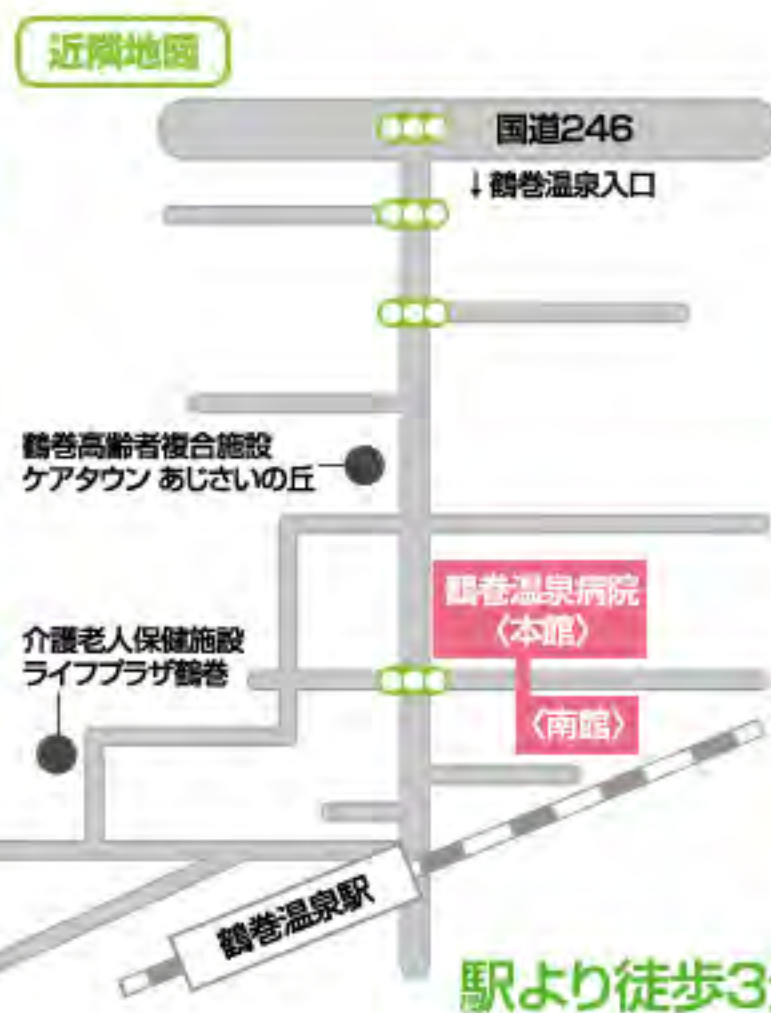 近隣地図
国道246
↓鶴巻温泉入口
鶴巻高齢者複合施設
ケアタウン あじさいの丘
鶴巻温泉病院
〈本館〉
介護老人保健施設
ライフプラザ鶴巻
〈南館〉
鶴巻温泉駅
駅より徒歩3